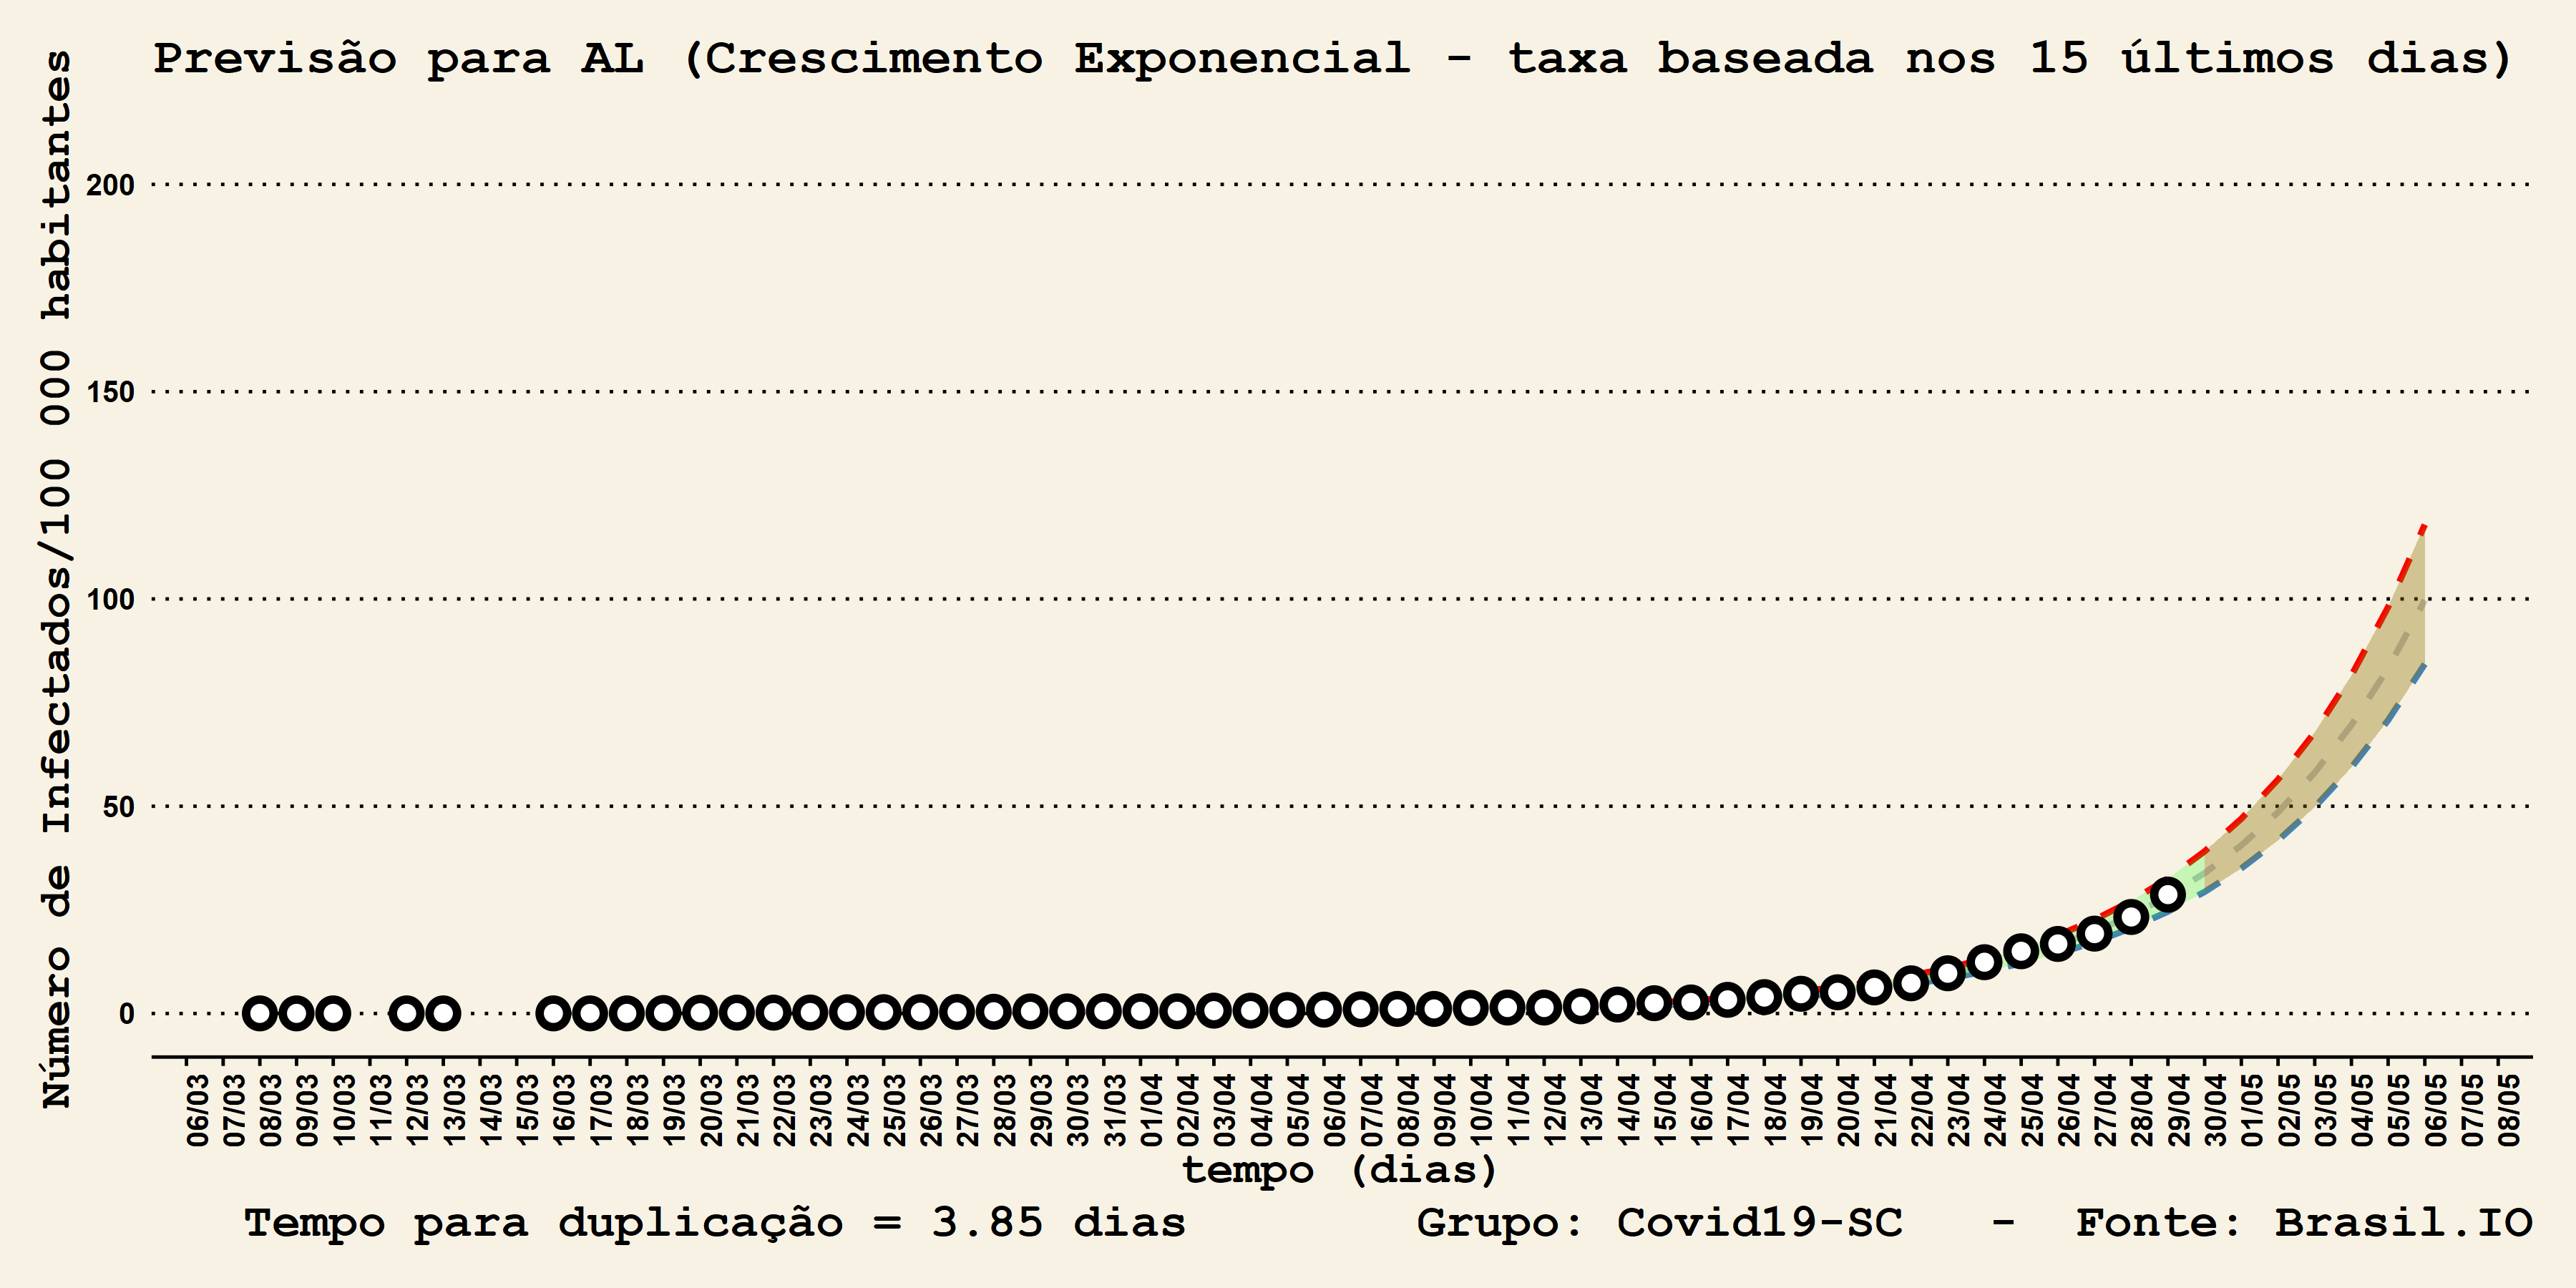 Previsão para AL (Crescimento Exponencial - taxa baseada nos 15 últimos dias)
Número de Infectados/100 000 habitantes
200
150
100
50
0
06/03 07/03 08/03 09/03 10/03 11/03 12/03 13/03 14/03 15/03 16/03 17/03 18/03 19/03 20/03 21/03 22/03 23/03 24/03 25/03 26/03 27/03 28/03 29/03 30/03 31/03 01/04 02/04 03/04 04/04 05/04 06/04 07/04 08/04 09/04 10/04 11/04 12/04 13/04 14/04 15/04 16/04 17/04 18/04 19/04 20/04 21/04 22/04 23/04 24/04 25/04 26/04 27/04 28/04 29/04 30/04 01/05 02/05 03/05 04/05 05/05 06/05 07/05 08/05
tempo (dias)
Tempo para duplicação = 3.85 dias Grupo: Covid19-SC - Fonte: Brasil.IO